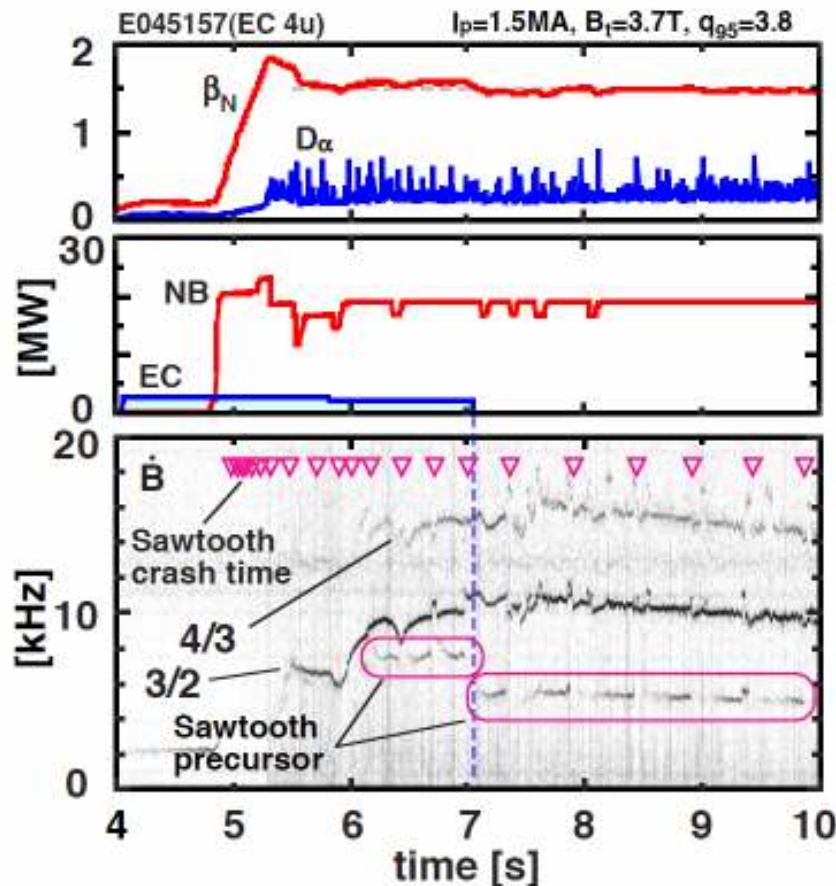 E045157(EC 4u) Ip=1.5MA, Bt=3.7T, q95=3.8
2
βN
1
Dα
0
30
NB
[MW]
EC
0
20
Ḃ
Sawtooth
crash time
[kHz]
10
4/3
3/2
Sawtooth
precursor
0
4 5 6 7 8 9 10
time [s]